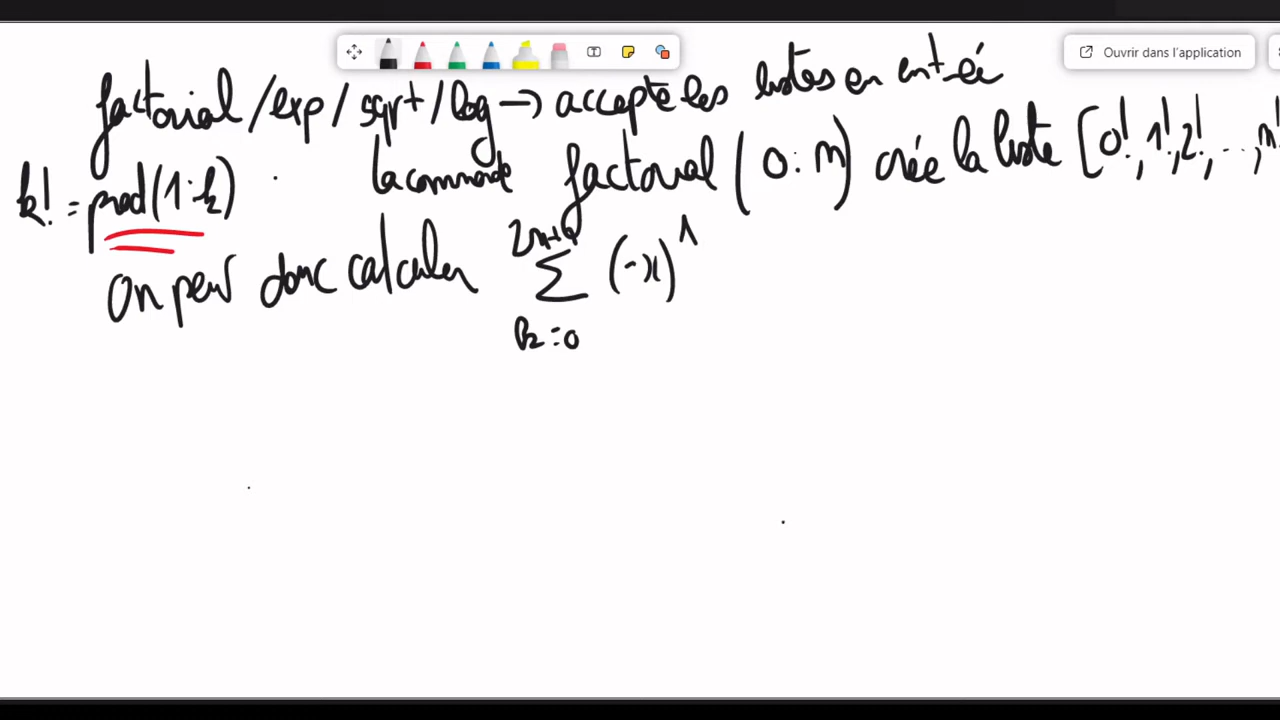 Ouvrir dans l'application
factorial / exp / sqrt / log → accepte les listes en entrée
k! = prod(1:k) la commande factorial (0:n) crée la liste [0!, 1!, 2!, ..., n!
on peut donc calculer ∑ (-x)^1
k=0